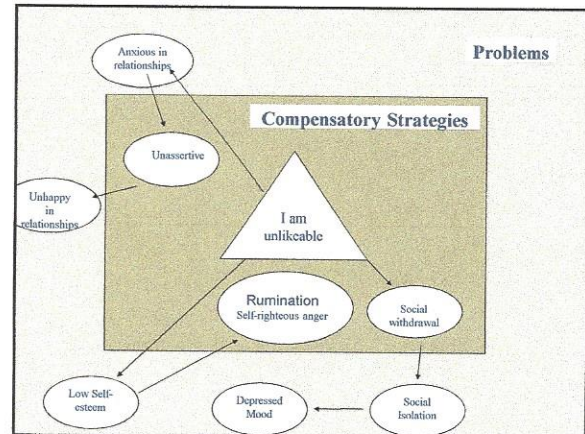 Anxious in
relationships
Problems
Compensatory Strategies
Unassertive
Unhappy
in
relationships
I am
unlikeable
Rumination
Self-righteous anger
Social
withdrawal
Low Self-
esteem
Depressed
Mood
Social
Isolation